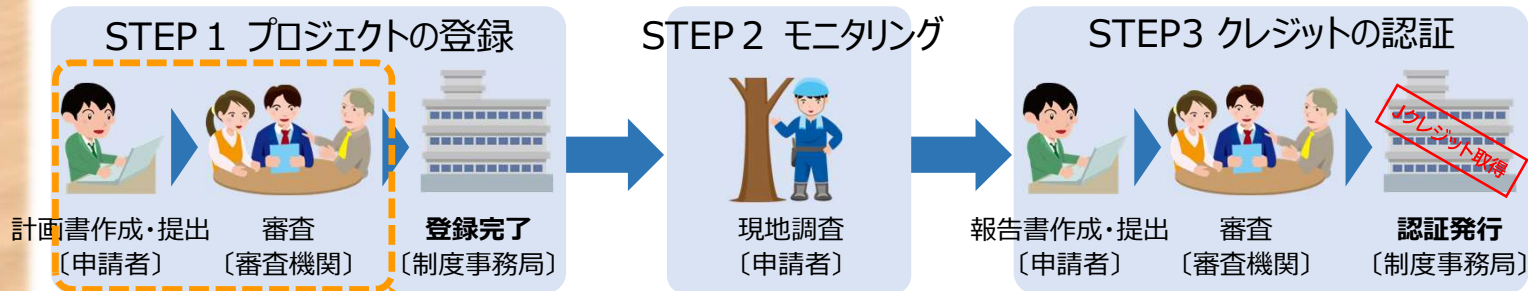 STEP１ プロジェクトの登録
計画書作成・提出
〔申請者〕
審査
〔審査機関〕
登録完了
〔制度事務局〕
STEP２ モニタリング
現地調査
〔申請者〕
STEP3 クレジットの認証
報告書作成・提出
〔申請者〕
審査
〔審査機関〕
Jクレジット取得
認証発行
〔制度事務局〕